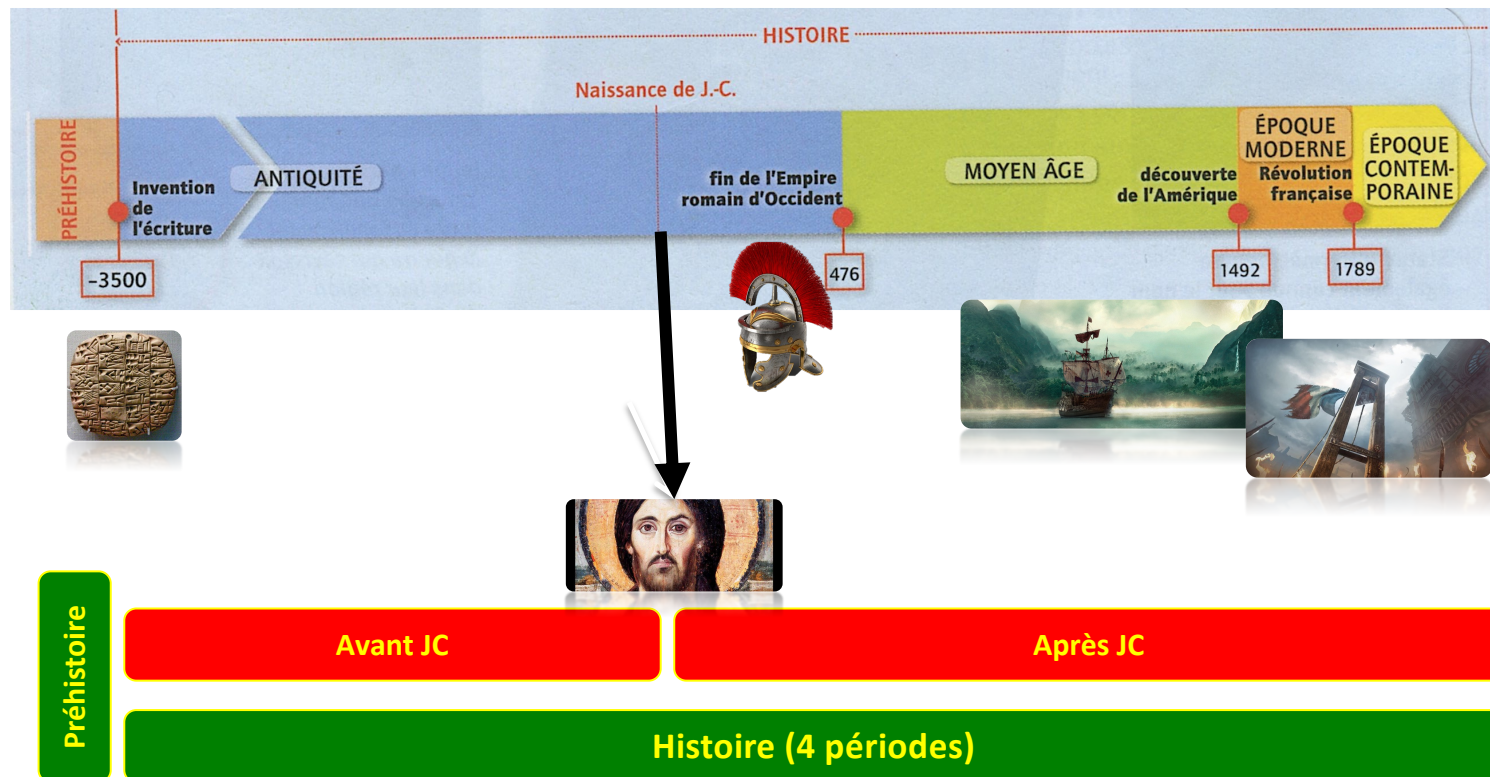 HISTOIRE
Naissance de J.-C.
PRÉHISTOIRE
Invention
de
l'écriture
ANTIQUITÉ
fin de l'Empire
romain d'Occident
MOYEN ÂGE
découverte
de l'Amérique
ÉPOQUE
MODERNE
Révolution
française
ÉPOQUE
CONTEM-
PORAINE
–3500
476
1492
1789
Préhistoire
Avant JC
Après JC
Histoire (4 périodes)